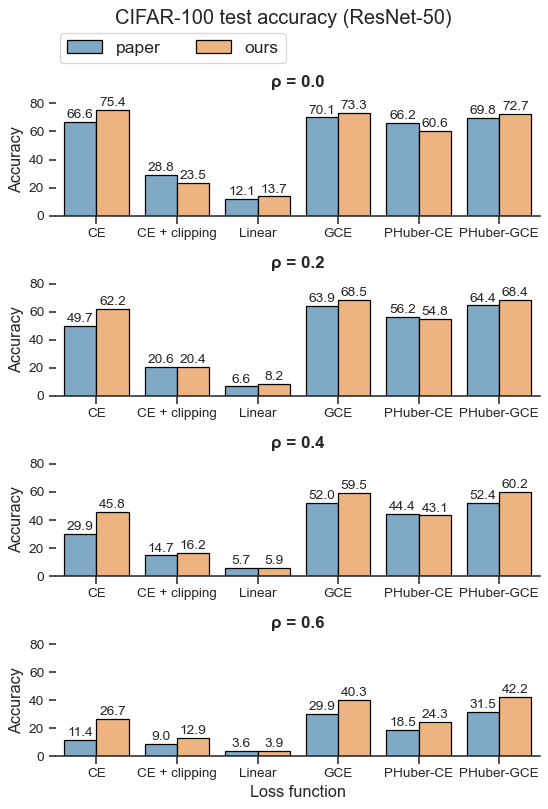 CIFAR-100 test accuracy (ResNet-50)
paper ours
ρ = 0.0
Accuracy
80
60
40
20
0
66.6 75.4 28.8 23.5 12.1 13.7 70.1 73.3 66.2 60.6 69.8 72.7
CE CE + clipping Linear GCE PHuber-CE PHuber-GCE
ρ = 0.2
Accuracy
80
60
40
20
0
49.7 62.2 20.6 20.4 6.6 8.2 63.9 68.5 56.2 54.8 64.4 68.4
CE CE + clipping Linear GCE PHuber-CE PHuber-GCE
ρ = 0.4
Accuracy
80
60
40
20
0
29.9 45.8 14.7 16.2 5.7 5.9 52.0 59.5 44.4 43.1 52.4 60.2
CE CE + clipping Linear GCE PHuber-CE PHuber-GCE
ρ = 0.6
Accuracy
80
60
40
20
0
11.4 26.7 9.0 12.9 3.6 3.9 29.9 40.3 18.5 24.3 31.5 42.2
CE CE + clipping Linear GCE PHuber-CE PHuber-GCE
Loss function